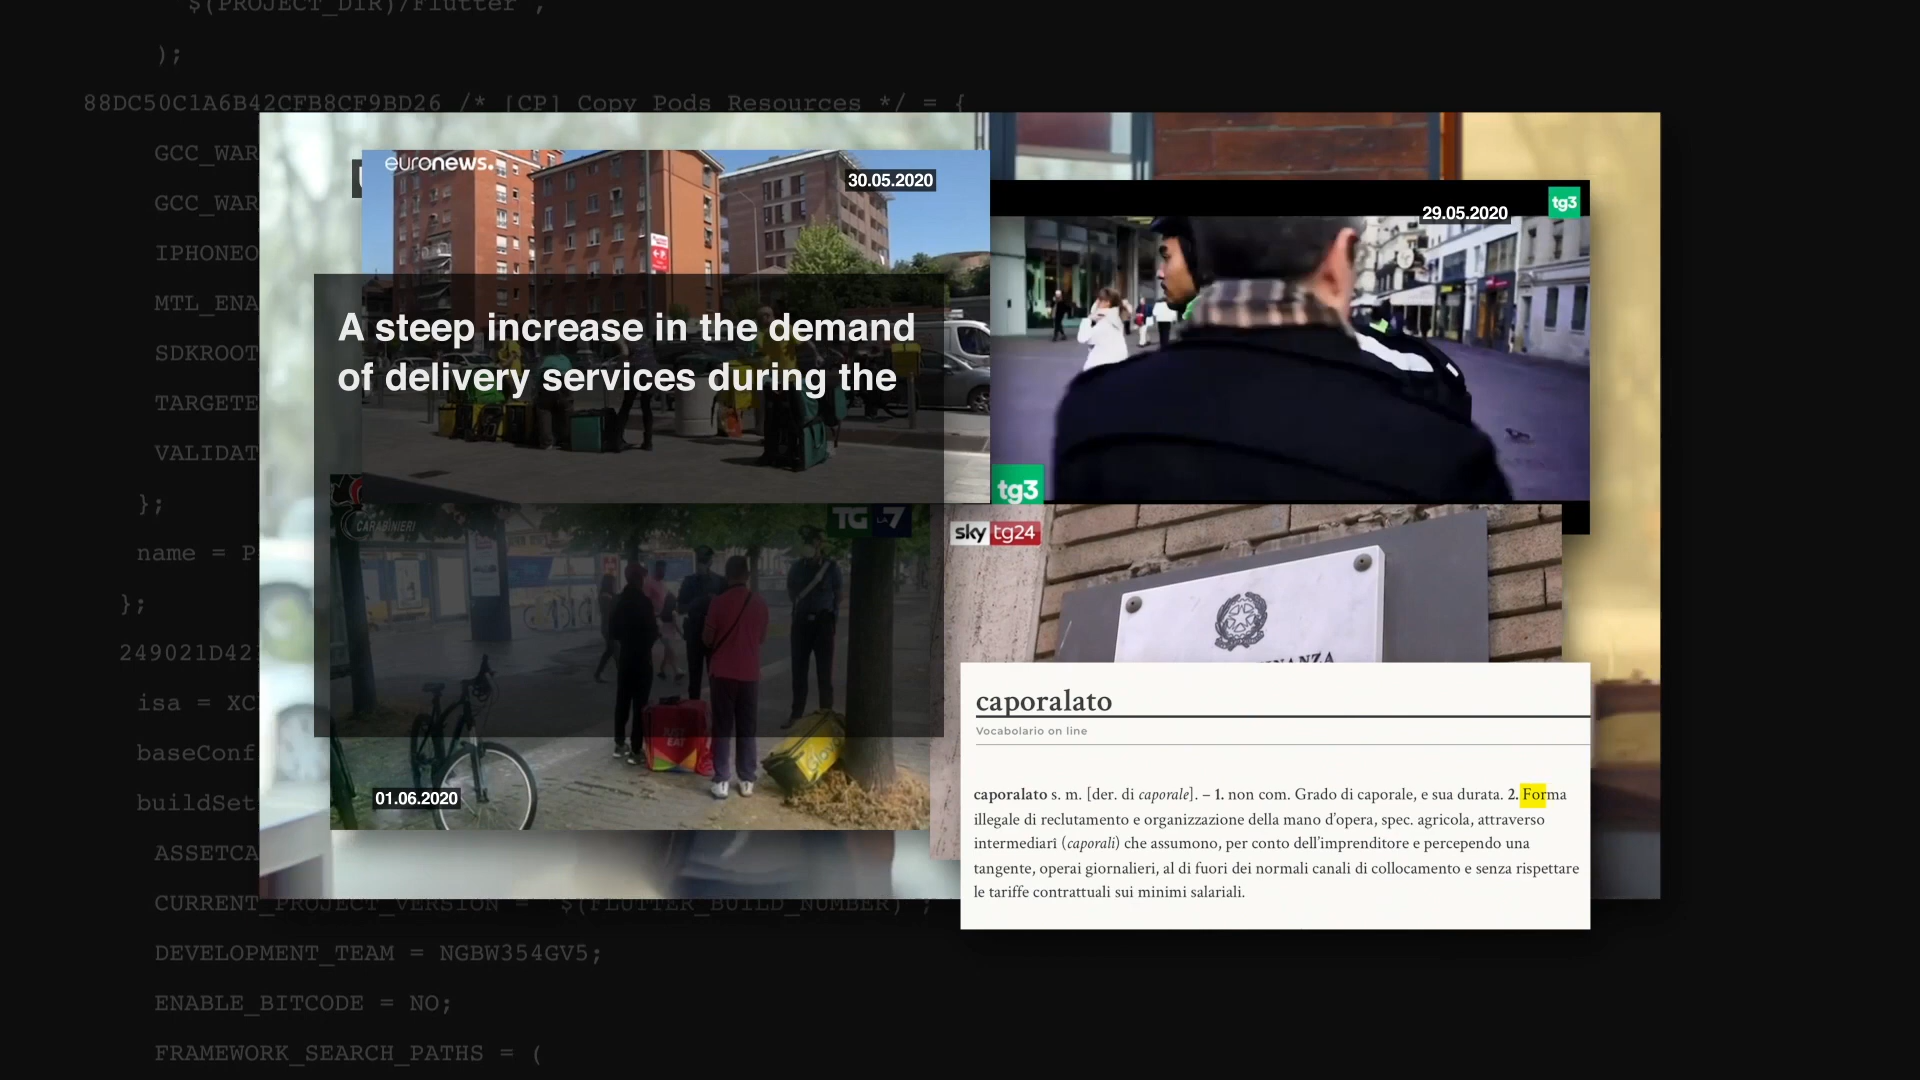 $(PROJECT_DIR)/Flutter",
);
88DC50C1A6B42CFB8CF9BD26 /* [CP] Copy Pods Resources */ = {
GCC_WAR
GCC_WAR
IPHONEO
MTL_ENA
SDKROOT
TARGETE
VALIDAT
};
name = P
};
249021D42
isa = XC
baseConf
buildSet
ASSETCA
CURRENT_PROJECT_VERSION = "$(FLUTTER_BUILD_NUMBER)";
DEVELOPMENT_TEAM = NGBW354GV5;
ENABLE_BITCODE = NO;
FRAMEWORK_SEARCH_PATHS = (
euronews.
30.05.2020
A steep increase in the demand
of delivery services during the
29.05.2020
tg3
tg3
CARABINIERI
TG LA7
JUST
EAT
Glovo
01.06.2020
sky tg24
caporalato
Vocabolario on line
caporalato s. m. [der. di caporale]. – 1. non com. Grado di caporale, e sua durata. 2. Forma
illegale di reclutamento e organizzazione della mano d'opera, spec. agricola, attraverso
intermediarî (caporali) che assumono, per conto dell'imprenditore e percependo una
tangente, operai giornalieri, al di fuori dei normali canali di collocamento e senza rispettare
le tariffe contrattuali sui minimi salariali.